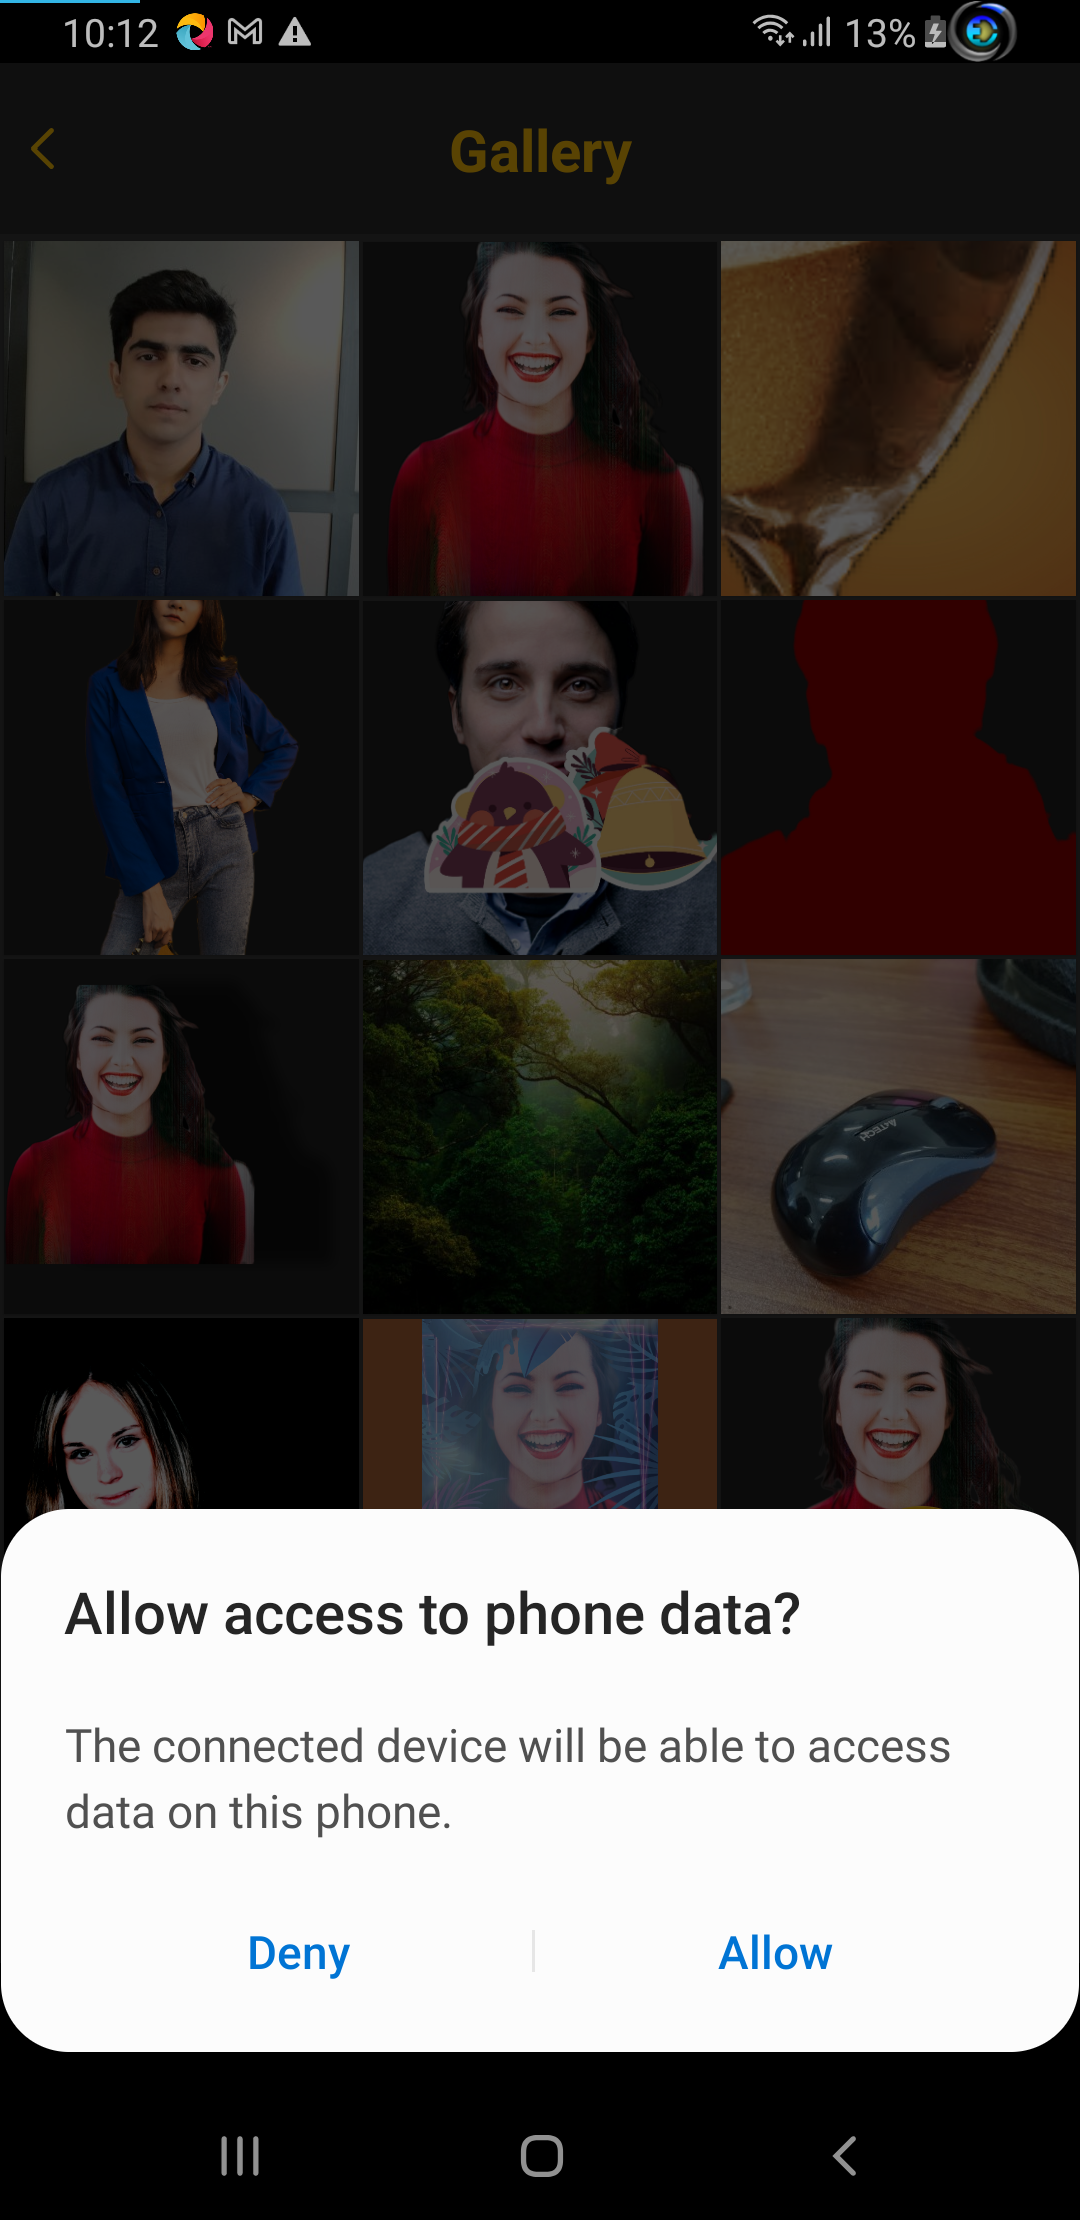 10:12
13%
Gallery
A4TECH
Allow access to phone data?
The connected device will be able to access
data on this phone.
Deny
Allow